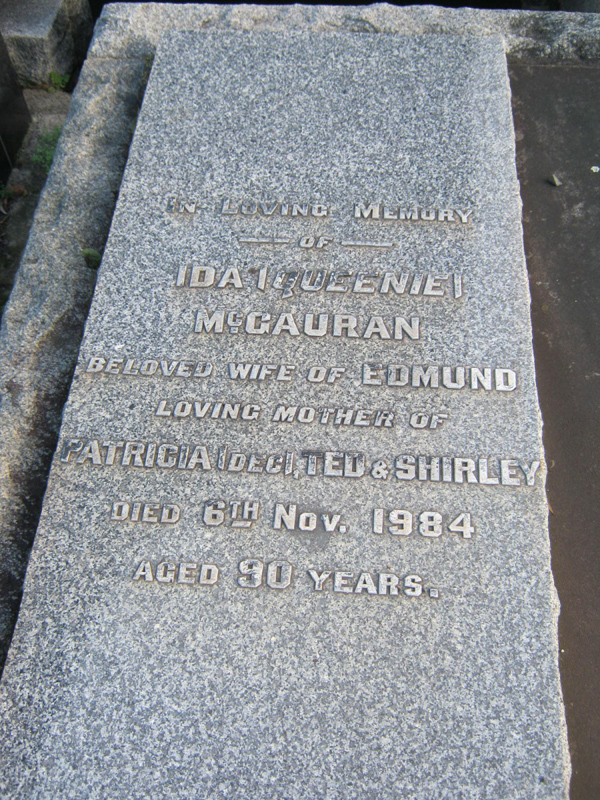 In Loving Memory
OF
IDA (QUEENIE)
McGAURAN
BELOVED WIFE OF EDMUND
LOVING MOTHER OF
PATRICIA (DEC), TED & SHIRLEY
DIED 6TH Nov. 1984
AGED 90 YEARS.